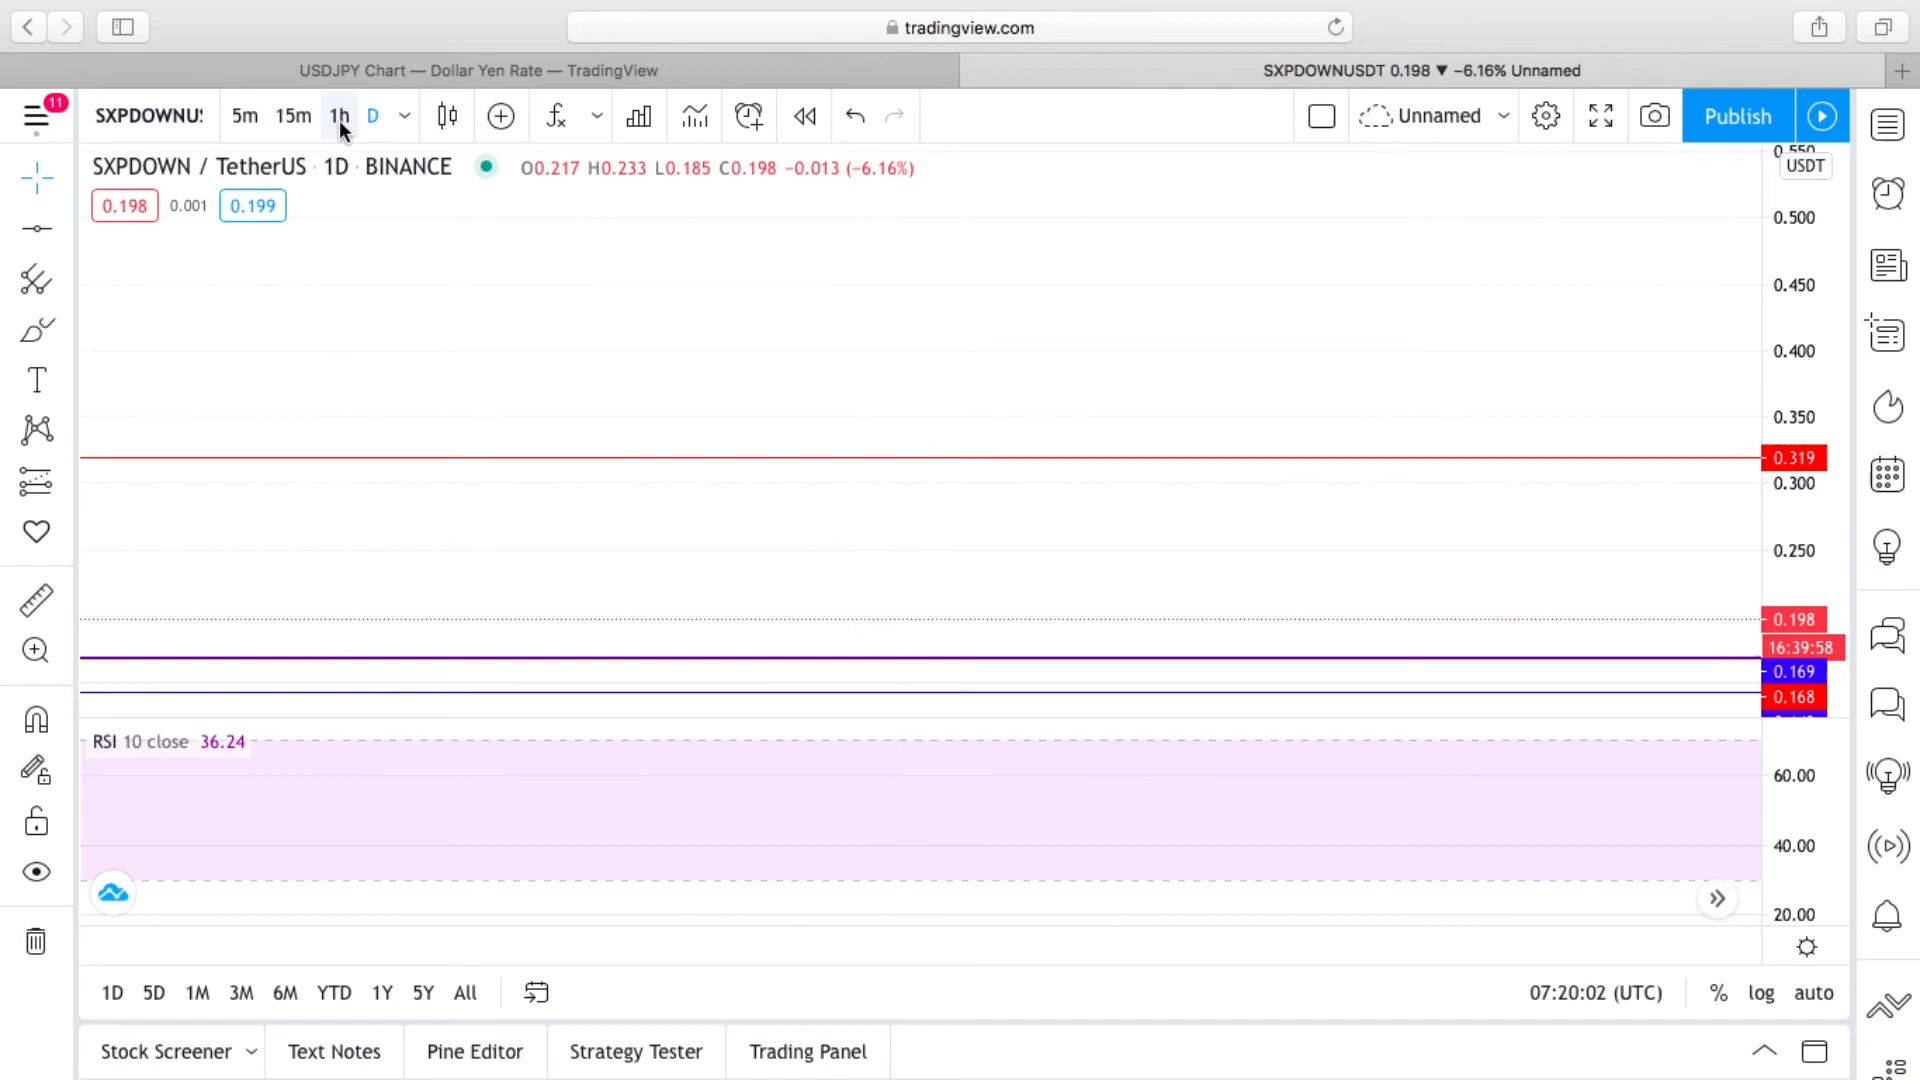 tradingview.com
USDJPY Chart — Dollar Yen Rate — TradingView
SXPDOWNUSDT 0.198 ▼ −6.16% Unnamed
11
SXPDOWNU
5m 15m 1h D
Unnamed
Publish
SXPDOWN / TetherUS · 1D · BINANCE
O0.217 H0.233 L0.185 C0.198 −0.013 (−6.16%)
0.198 0.001 0.199
0.550
USDT
0.500
0.450
0.400
0.350
0.319
0.300
0.250
0.198
16:39:58
0.169
0.168
RSI 10 close 36.24
60.00
40.00
20.00
1D 5D 1M 3M 6M YTD 1Y 5Y All
07:20:02 (UTC) % log auto
Stock Screener Text Notes Pine Editor Strategy Tester Trading Panel